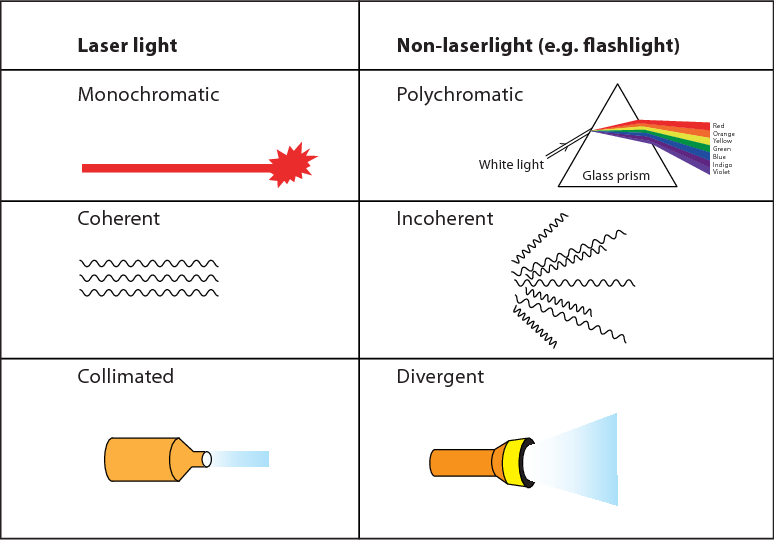 Laser light
Non-laserlight (e.g. flashlight)
Monochromatic
Polychromatic
White light
Glass prism
Red
Orange
Yellow
Green
Blue
Indigo
Violet
Coherent
Incoherent
Collimated
Divergent